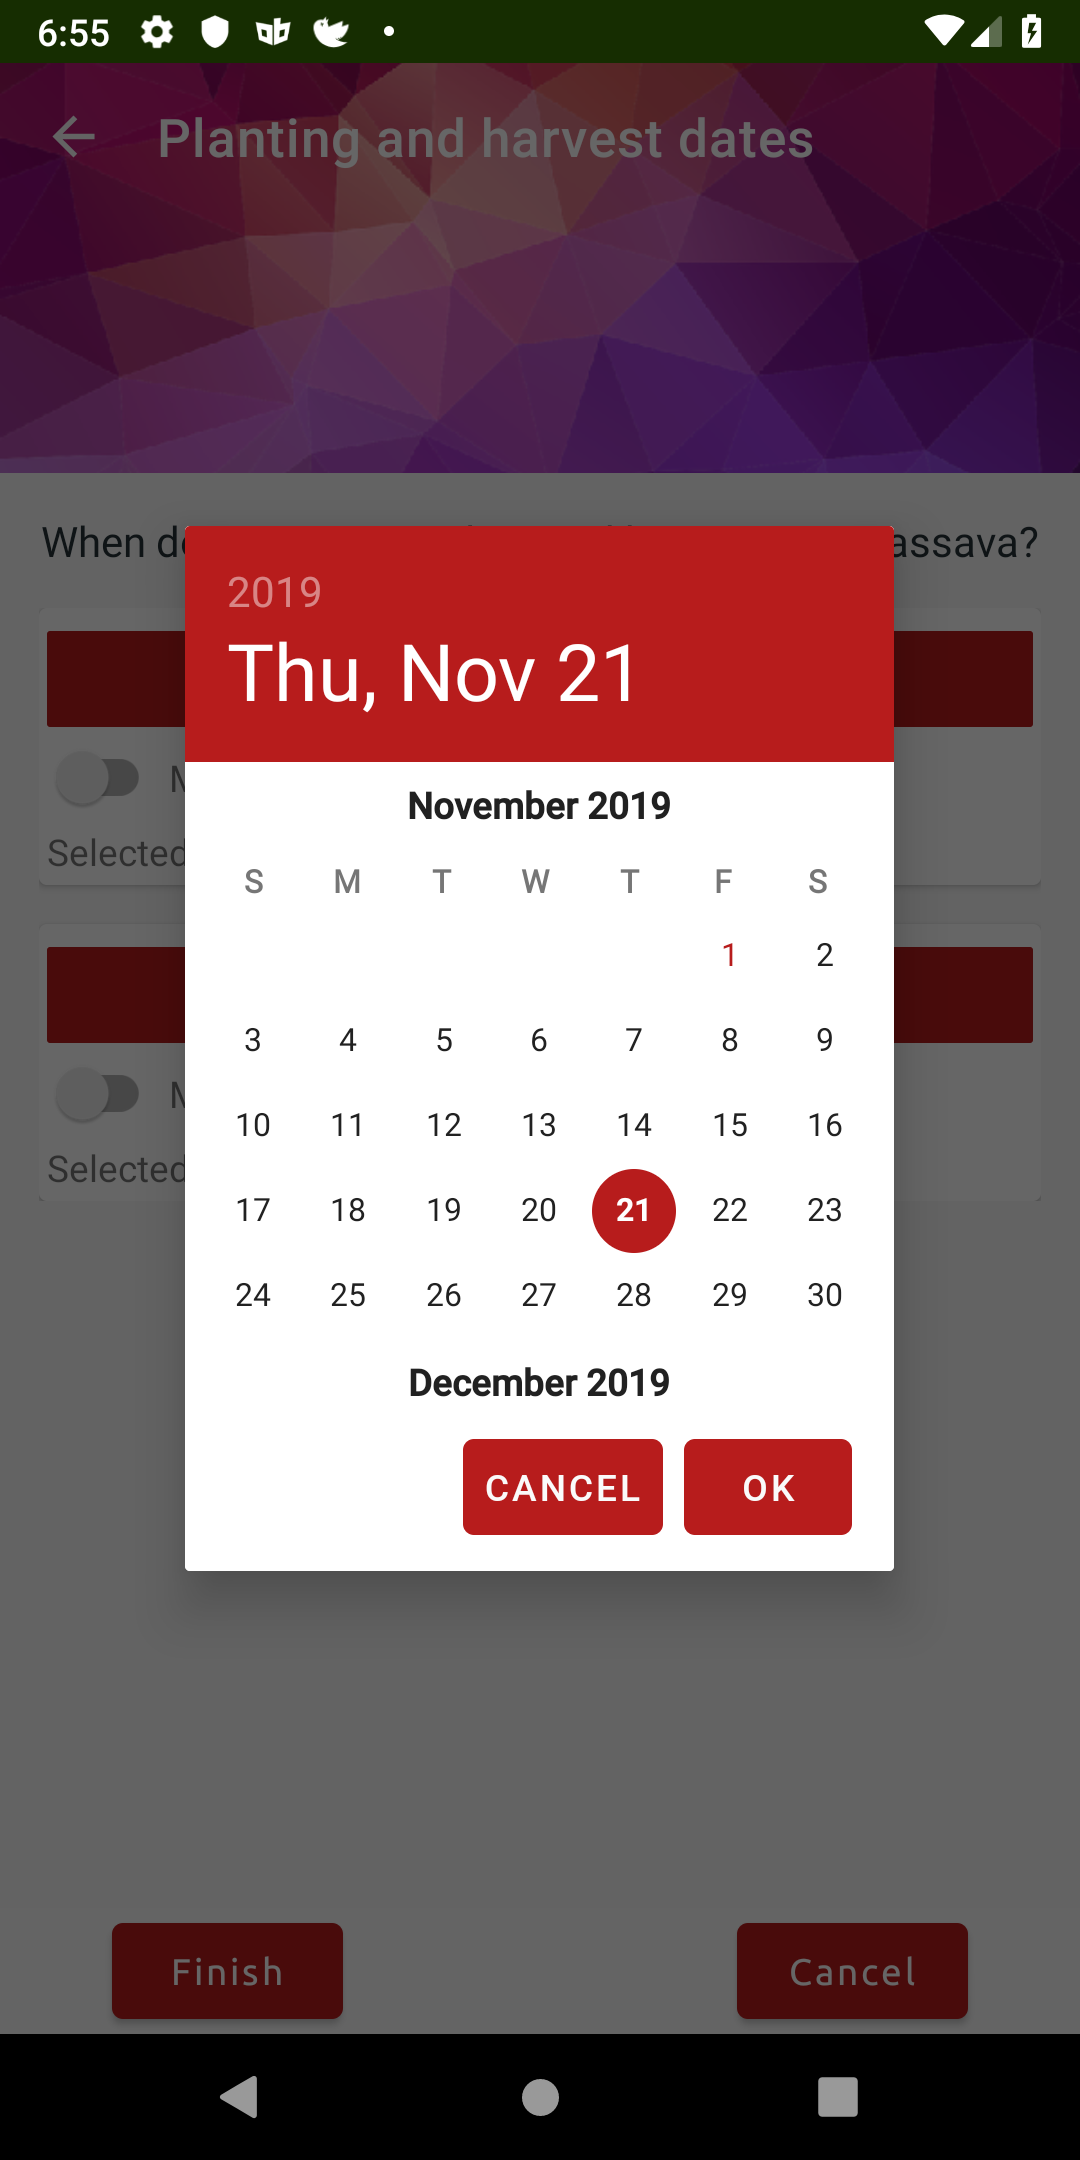 6:55
Planting and harvest dates
When assava?
2019
Thu, Nov 21
Selected
November 2019
S M T W T F S
1 2
3 4 5 6 7 8 9
10 11 12 13 14 15 16
17 18 19 20 21 22 23
Selected
24 25 26 27 28 29 30
December 2019
CANCEL OK
Finish Cancel